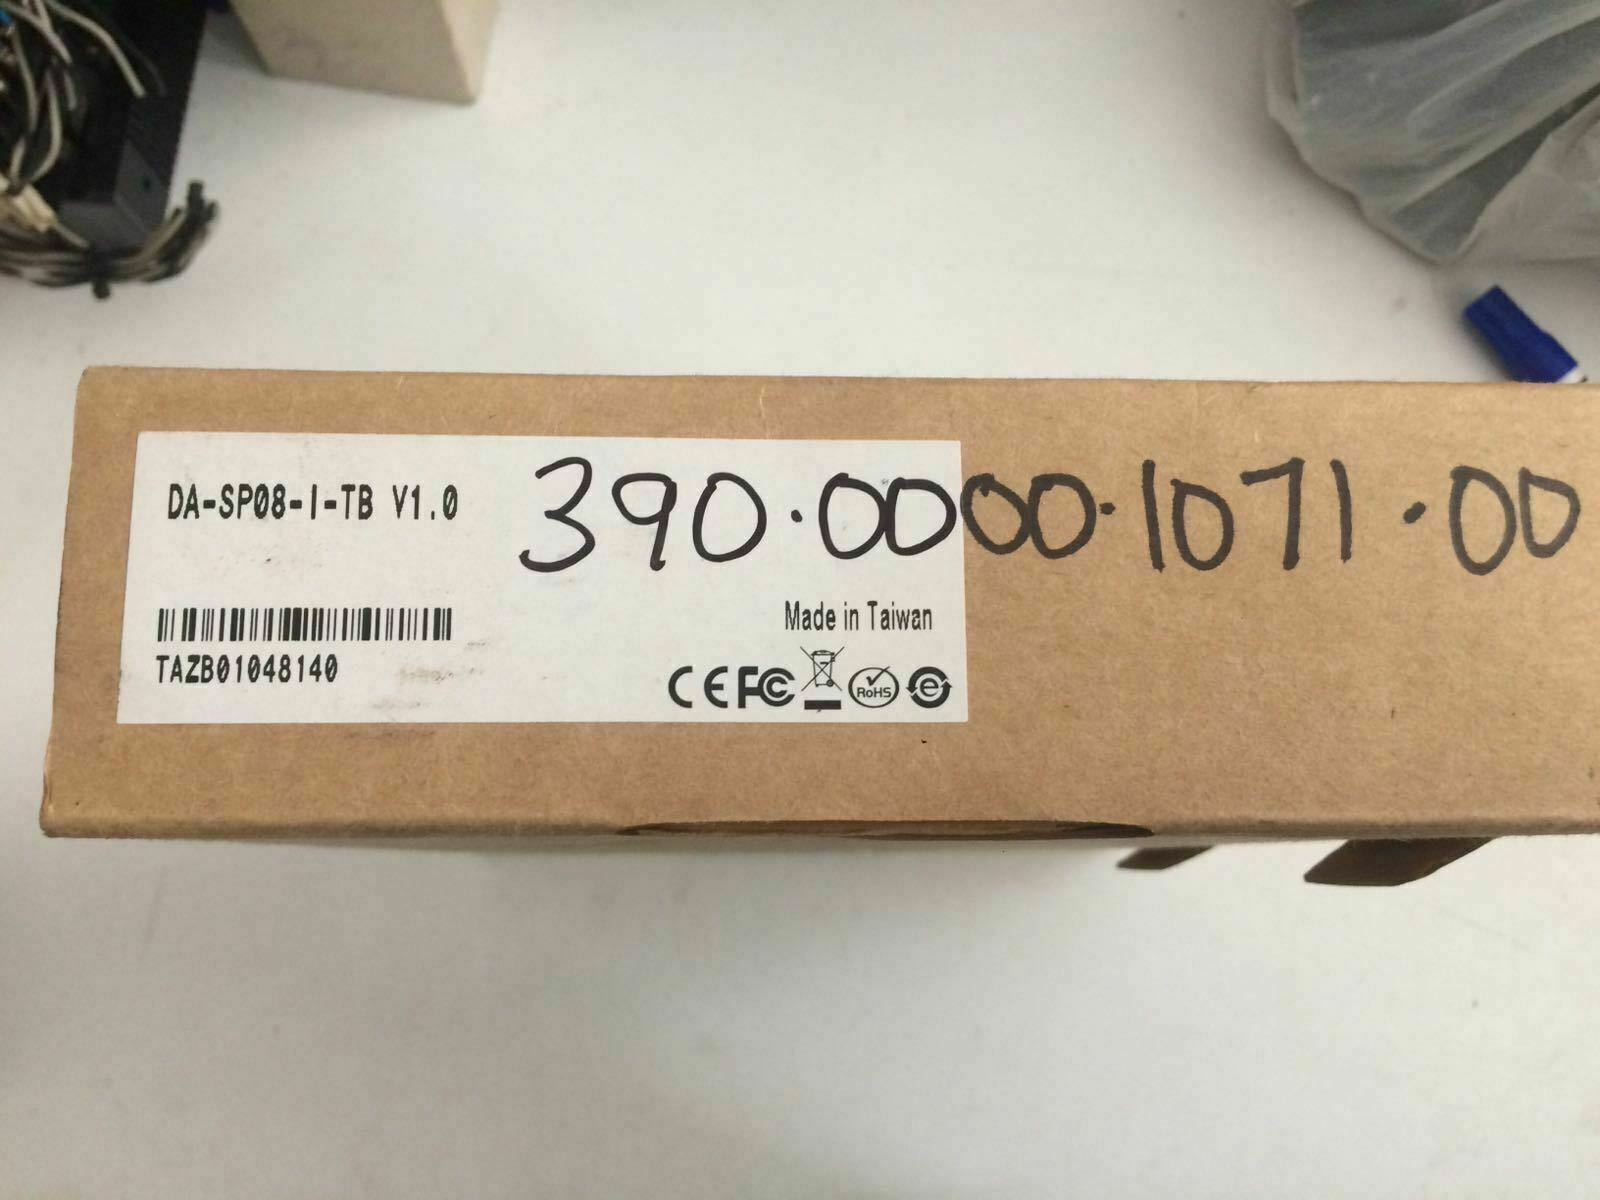 DA-SP08-I-TB V1.0
390.0000.1071.00
Made in Taiwan
TAZB01048140
CE FC RoHS e